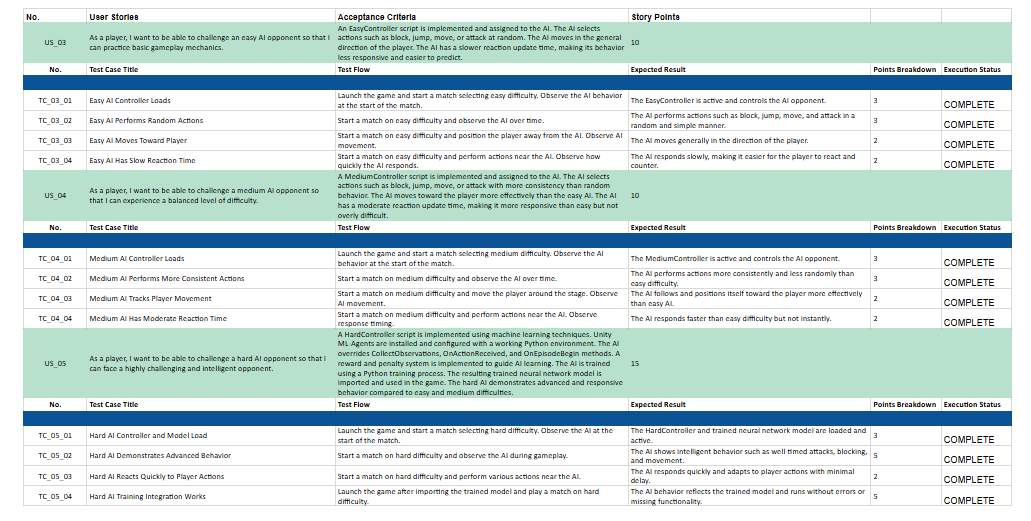 No. User Stories Acceptance Criteria Story Points
US_03 As a player, I want to be able to challenge an easy AI opponent so that I can practice basic gameplay mechanics. An EasyController script is implemented and assigned to the AI. The AI selects actions such as block, jump, move, or attack at random. The AI moves in the general direction of the player. The AI has a slower reaction update time, making its behavior less responsive and easier to predict. 10
No. Test Case Title Test Flow Expected Result Points Breakdown Execution Status
TC_03_01 Easy AI Controller Loads Launch the game and start a match selecting easy difficulty. Observe the AI behavior at the start of the match. The EasyController is active and controls the AI opponent. 3 COMPLETE
TC_03_02 Easy AI Performs Random Actions Start a match on easy difficulty and observe the AI over time. The AI performs actions such as block, jump, move, and attack in a random and simple manner. 3 COMPLETE
TC_03_03 Easy AI Moves Toward Player Start a match on easy difficulty and position the player away from the AI. Observe AI movement. The AI moves generally in the direction of the player. 2 COMPLETE
TC_03_04 Easy AI Has Slow Reaction Time Start a match on easy difficulty and perform actions near the AI. Observe how quickly the AI responds. The AI responds slowly, making it easier for the player to react and counter. 2 COMPLETE
US_04 As a player, I want to be able to challenge a medium AI opponent so that I can experience a balanced level of difficulty. A MediumController script is implemented and assigned to the AI. The AI selects actions such as block, jump, move, or attack with more consistency than random behavior. The AI moves toward the player more effectively than the easy AI. The AI has a moderate reaction update time, making it more responsive than easy but not overly difficult. 10
No. Test Case Title Test Flow Expected Result Points Breakdown Execution Status
TC_04_01 Medium AI Controller Loads Launch the game and start a match selecting medium difficulty. Observe the AI behavior at the start of the match. The MediumController is active and controls the AI opponent. 3 COMPLETE
TC_04_02 Medium AI Performs More Consistent Actions Start a match on medium difficulty and observe the AI over time. The AI performs actions more consistently and less randomly than easy difficulty. 3 COMPLETE
TC_04_03 Medium AI Tracks Player Movement Start a match on medium difficulty and move the player around the stage. Observe AI movement. The AI follows and positions itself toward the player more effectively than easy AI. 2 COMPLETE
TC_04_04 Medium AI Has Moderate Reaction Time Start a match on medium difficulty and perform actions near the AI. Observe response timing. The AI responds faster than easy difficulty but not instantly. 2 COMPLETE
US_05 As a player, I want to be able to challenge a hard AI opponent so that I can face a highly challenging and intelligent opponent. A HardController script is implemented using machine learning techniques. Unity ML-Agents are installed and configured with a working Python environment. The AI overrides CollectObservations, OnActionReceived, and OnEpisodeBegin methods. A reward and penalty system is implemented to guide AI learning. The AI is trained using a Python training process. The resulting trained neural network model is imported and used in the game. The hard AI demonstrates advanced and responsive behavior compared to easy and medium difficulties. 15
No. Test Case Title Test Flow Expected Result Points Breakdown Execution Status
TC_05_01 Hard AI Controller and Model Load Launch the game and start a match selecting hard difficulty. Observe the AI at the start of the match. The HardController and trained neural network model are loaded and active. 3 COMPLETE
TC_05_02 Hard AI Demonstrates Advanced Behavior Start a match on hard difficulty and observe the AI during gameplay. The AI shows intelligent behavior such as well-timed attacks, blocking, and movement. 5 COMPLETE
TC_05_03 Hard AI Reacts Quickly to Player Actions Start a match on hard difficulty and perform various actions near the AI. The AI responds quickly and adapts to player actions with minimal delay. 2 COMPLETE
TC_05_04 Hard AI Training Integration Works Launch the game after importing the trained model and play a match on hard difficulty. The AI behavior reflects the trained model and runs without errors or missing functionality. 5 COMPLETE